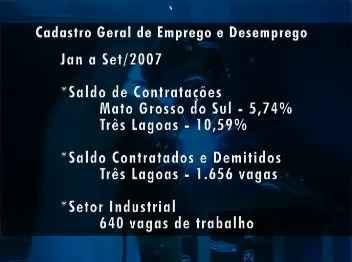 Cadastro Geral de Emprego e Desemprego
Jan a Set/2007
*Saldo de Contratações
Mato Grosso do Sul - 5,74%
Três Lagoas - 10,59%
*Saldo Contratados e Demitidos
Três Lagoas - 1.656 vagas
*Setor Industrial
640 vagas de trabalho